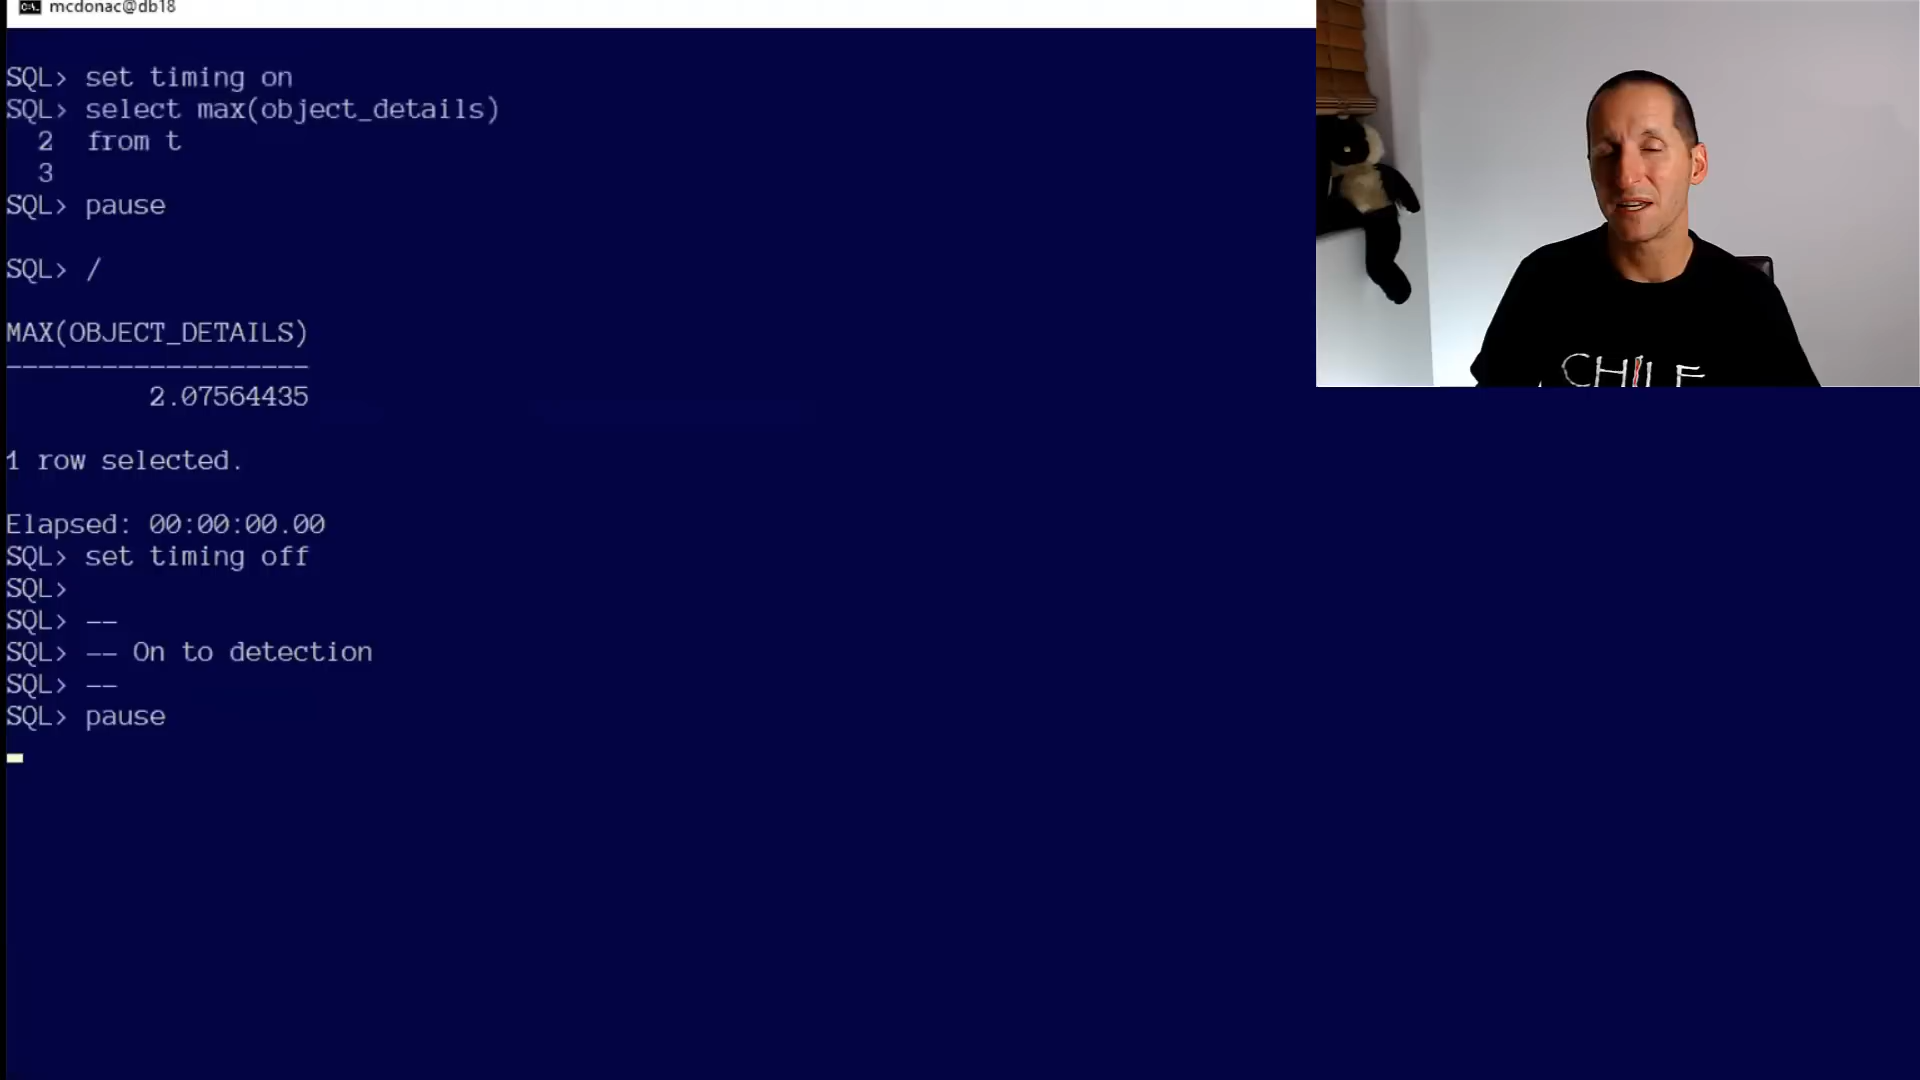 mcdonac@db18
SQL> set timing on
SQL> select max(object_details)
2 from t
3
SQL> pause
SQL> /
MAX(OBJECT_DETAILS)
-------------------
2.07564435
1 row selected.
Elapsed: 00:00:00.00
SQL> set timing off
SQL>
SQL> --
SQL> -- On to detection
SQL> --
SQL> pause
CHILE